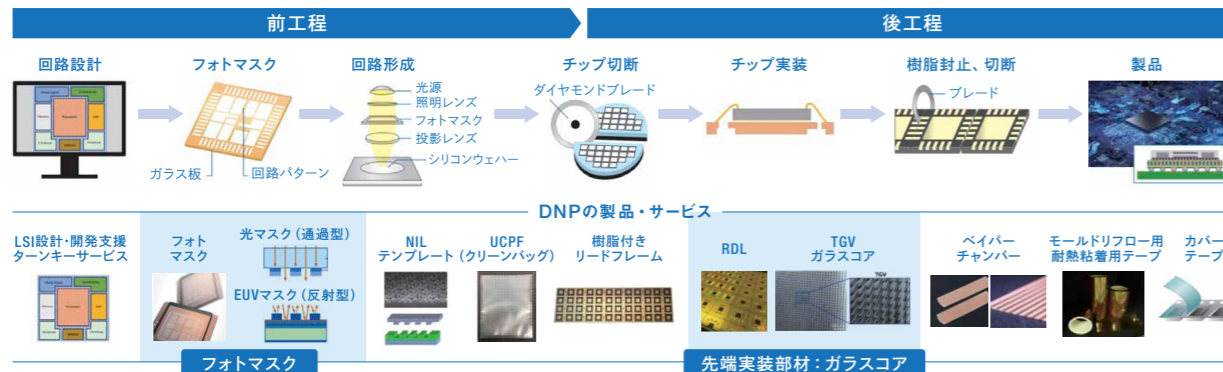 前工程
後工程
回路設計
フォトマスク
回路形成
チップ切断
チップ実装
樹脂封止、切断
製品
光源
照明レンズ
フォトマスク
投影レンズ
シリコンウェハー
ガラス板
回路パターン
ダイヤモンドブレード
ブレード
DNPの製品・サービス
LSI設計・開発支援
ターンキーサービス
フォト
マスク
光マスク(通過型)
EUVマスク(反射型)
NIL
テンプレート
UCPF
(クリーンバッグ)
樹脂付き
リードフレーム
RDL
TGV
ガラスコア
TGV
ベイパー
チャンバー
モールドリフロー用
耐熱粘着用テープ
カバー
テープ
フォトマスク
先端実装部材:ガラスコア